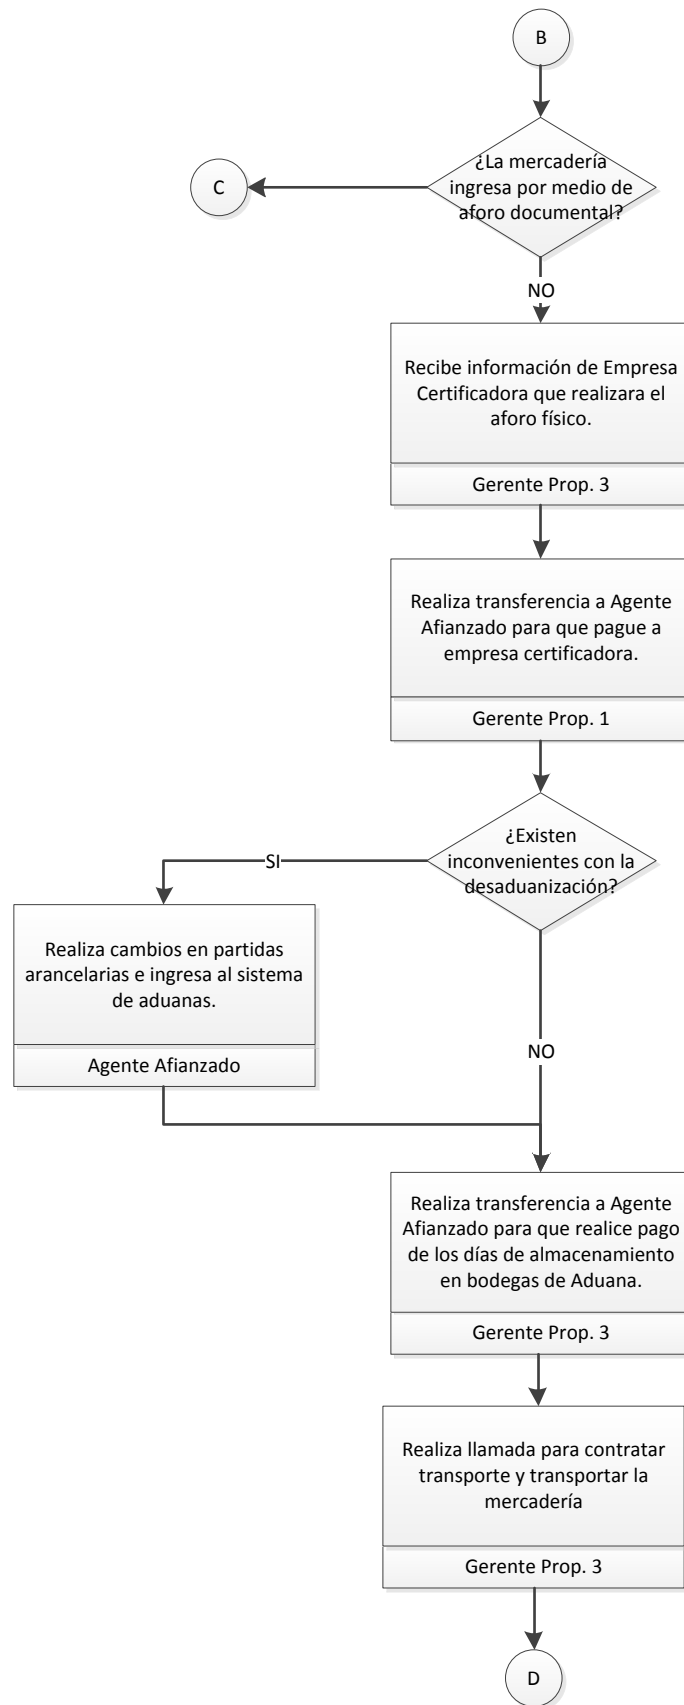 B
¿La mercadería
ingresa por medio de
aforo documental?
C
NO
Recibe información de Empresa
Certificadora que realizara el
aforo físico.
Gerente Prop. 3
Realiza transferencia a Agente
Afianzado para que pague a
empresa certificadora.
Gerente Prop. 1
¿Existen
inconvenientes con la
desaduanización?
SI
Realiza cambios en partidas
arancelarias e ingresa al sistema
de aduanas.
Agente Afianzado
NO
Realiza transferencia a Agente
Afianzado para que realice pago
de los días de almacenamiento
en bodegas de Aduana.
Gerente Prop. 3
Realiza llamada para contratar
transporte y transportar la
mercadería
Gerente Prop. 3
D